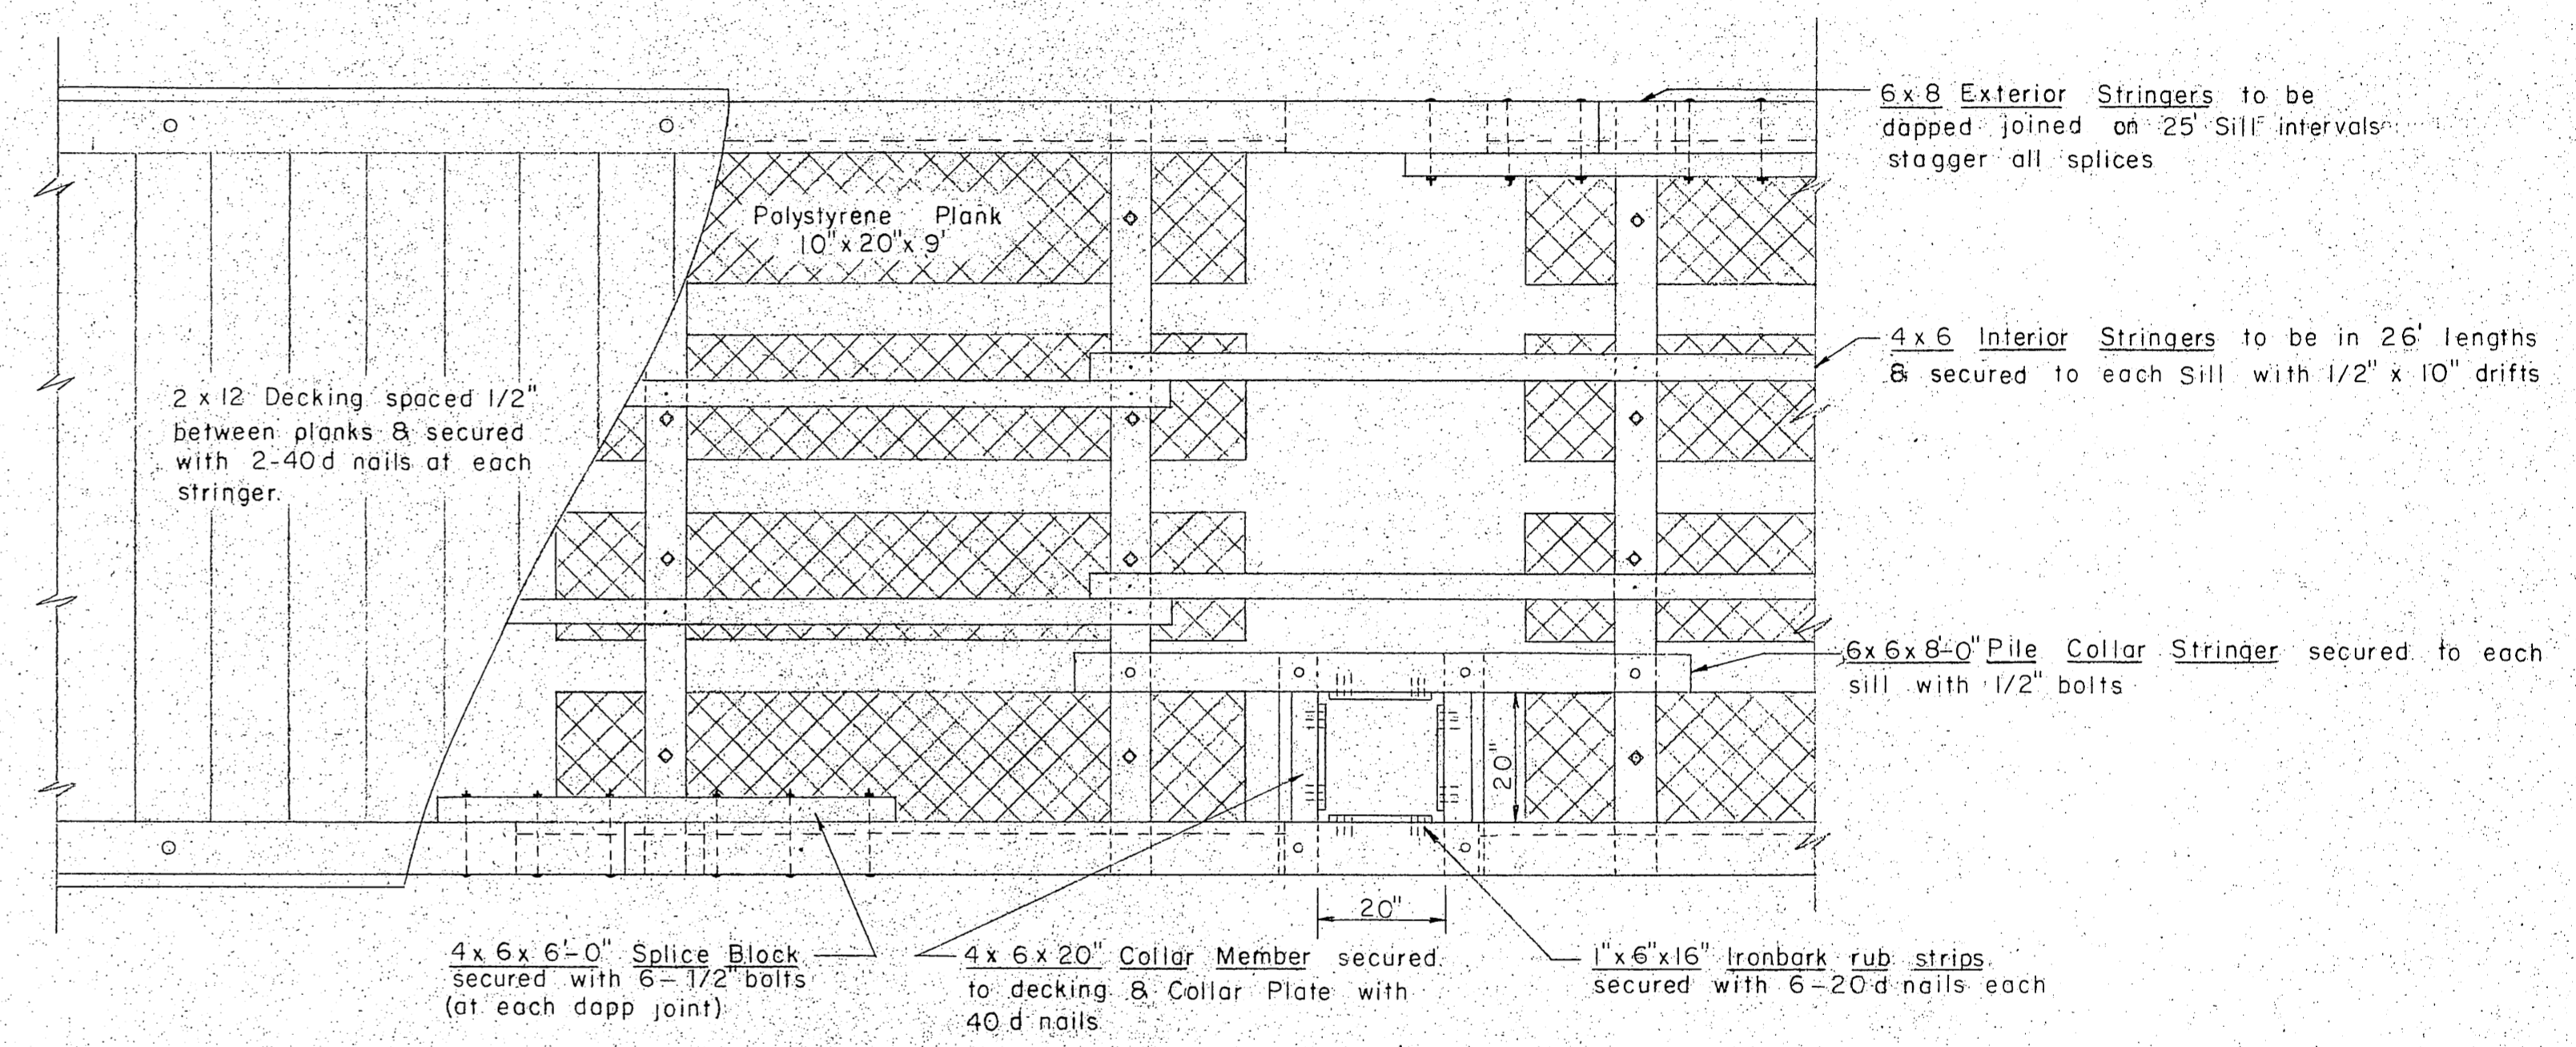 6x8 Exterior Stringers to be
dapped joined on 25' Sill intervals
stagger all splices
Polystyrene Plank
10"x20"x9'
4x6 Interior Stringers to be in 26' lengths
& secured to each Sill with 1/2" x 10" drifts
2x12 Decking spaced 1/2"
between planks & secured
with 2-40d nails at each
stringer.
6x6x8'-0" Pile Collar Stringer secured to each
sill with 1/2" bolts
20"
20"
4x6x6'-0" Splice Block
secured with 6-1/2" bolts
(at each dapp joint)
4x6x20" Collar Member secured
to decking & Collar Plate with
40d nails
1"x6"x16" Ironbark rub strips
secured with 6-20d nails each